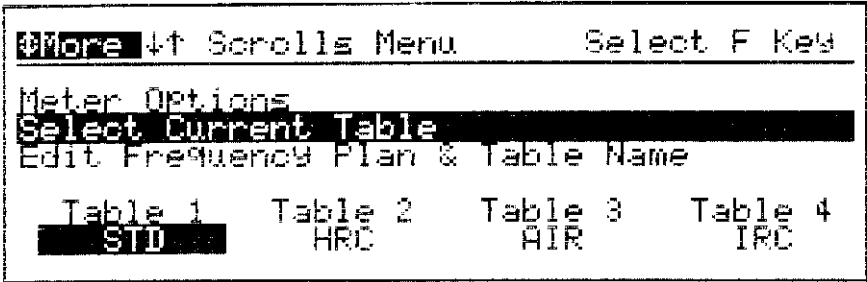 ↕More ↓↑ Scrolls Menu Select F Key
Meter Options
Select Current Table
Edit Frequency Plan & Table Name
Table 1 Table 2 Table 3 Table 4
STD HRC AIR IRC